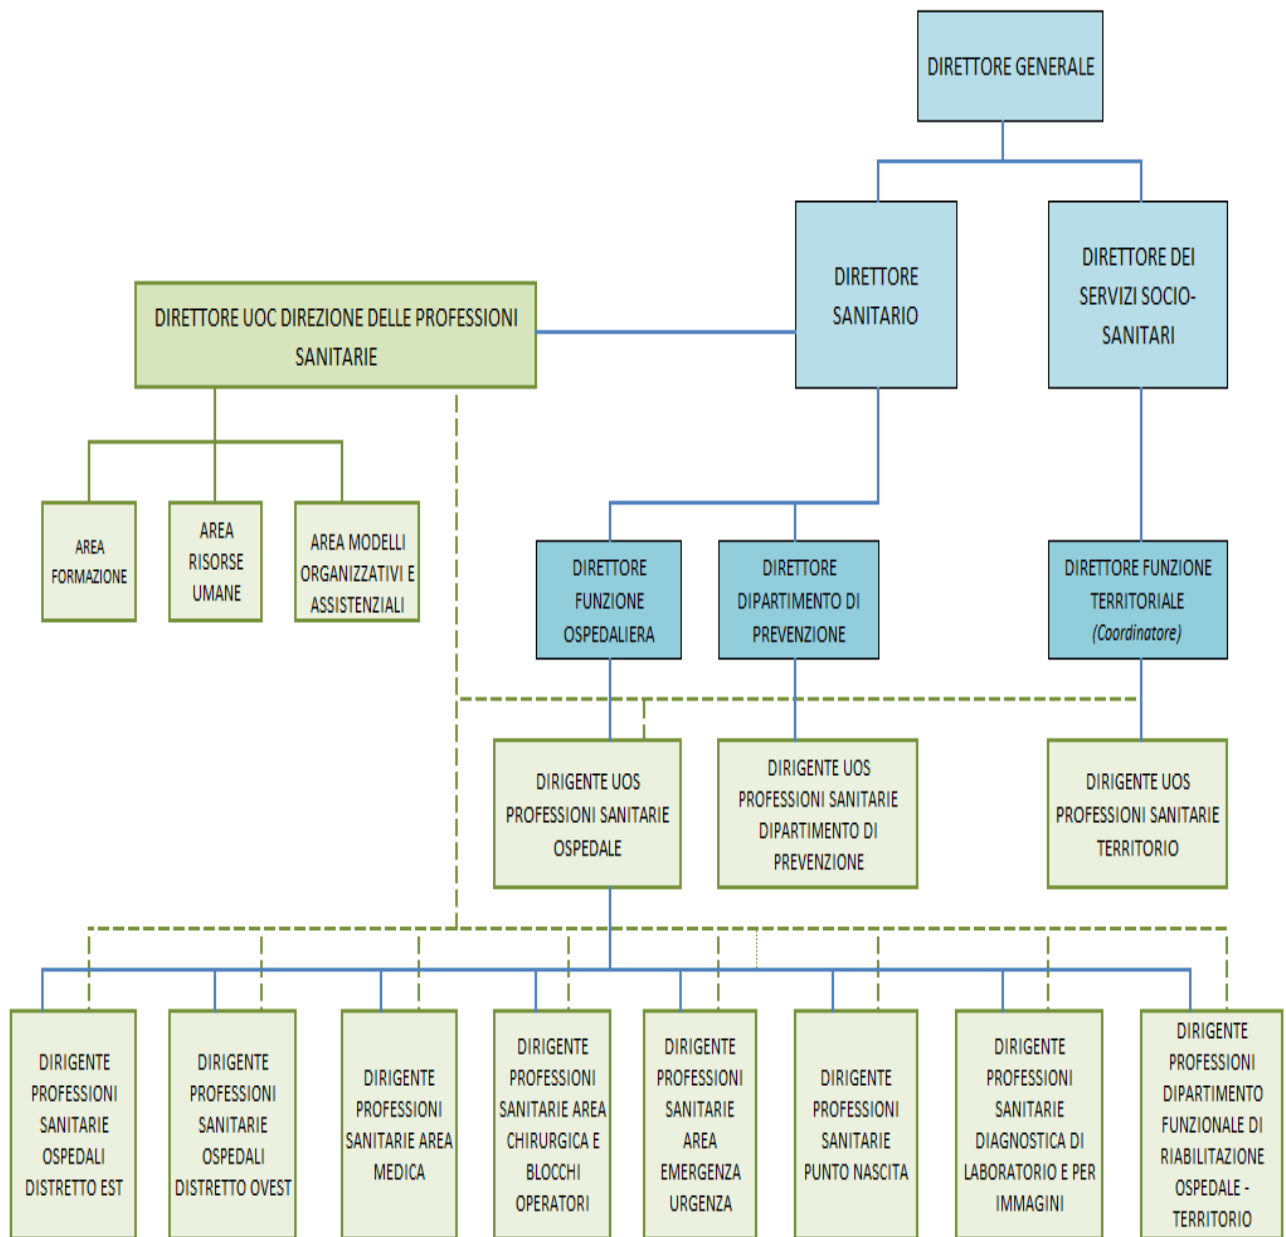 DIRETTORE GENERALE
DIRETTORE
SANITARIO
DIRETTORE DEI
SERVIZI SOCIO-
SANITARI
DIRETTORE UOC DIREZIONE DELLE PROFESSIONI
SANITARIE
AREA
FORMAZIONE
AREA
RISORSE
UMANE
AREA MODELLI
ORGANIZZATIVI E
ASSISTENZIALI
DIRETTORE
FUNZIONE
OSPEDALIERA
DIRETTORE
DIPARTIMENTO DI
PREVENZIONE
DIRETTORE FUNZIONE
TERRITORIALE
(Coordinatore)
DIRIGENTE UOS
PROFESSIONI SANITARIE
OSPEDALE
DIRIGENTE UOS
PROFESSIONI SANITARIE
DIPARTIMENTO DI
PREVENZIONE
DIRIGENTE UOS
PROFESSIONI SANITARIE
TERRITORIO
DIRIGENTE
PROFESSIONI
SANITARIE
OSPEDALI
DISTRETTO EST
DIRIGENTE
PROFESSIONI
SANITARIE
OSPEDALI
DISTRETTO OVEST
DIRIGENTE
PROFESSIONI
SANITARIE AREA
MEDICA
DIRIGENTE
PROFESSIONI
SANITARIE AREA
CHIRURGICA E
BLOCCHI
OPERATORI
DIRIGENTE
PROFESSIONI
SANITARIE
AREA
EMERGENZA
URGENZA
DIRIGENTE
PROFESSIONI
SANITARIE
PUNTO NASCITA
DIRIGENTE
PROFESSIONI
SANITARIE
DIAGNOSTICA DI
LABORATORIO E PER
IMMAGINI
DIRIGENTE
PROFESSIONI
DIPARTIMENTO
FUNZIONALE DI
RIABILITAZIONE
OSPEDALE -
TERRITORIO